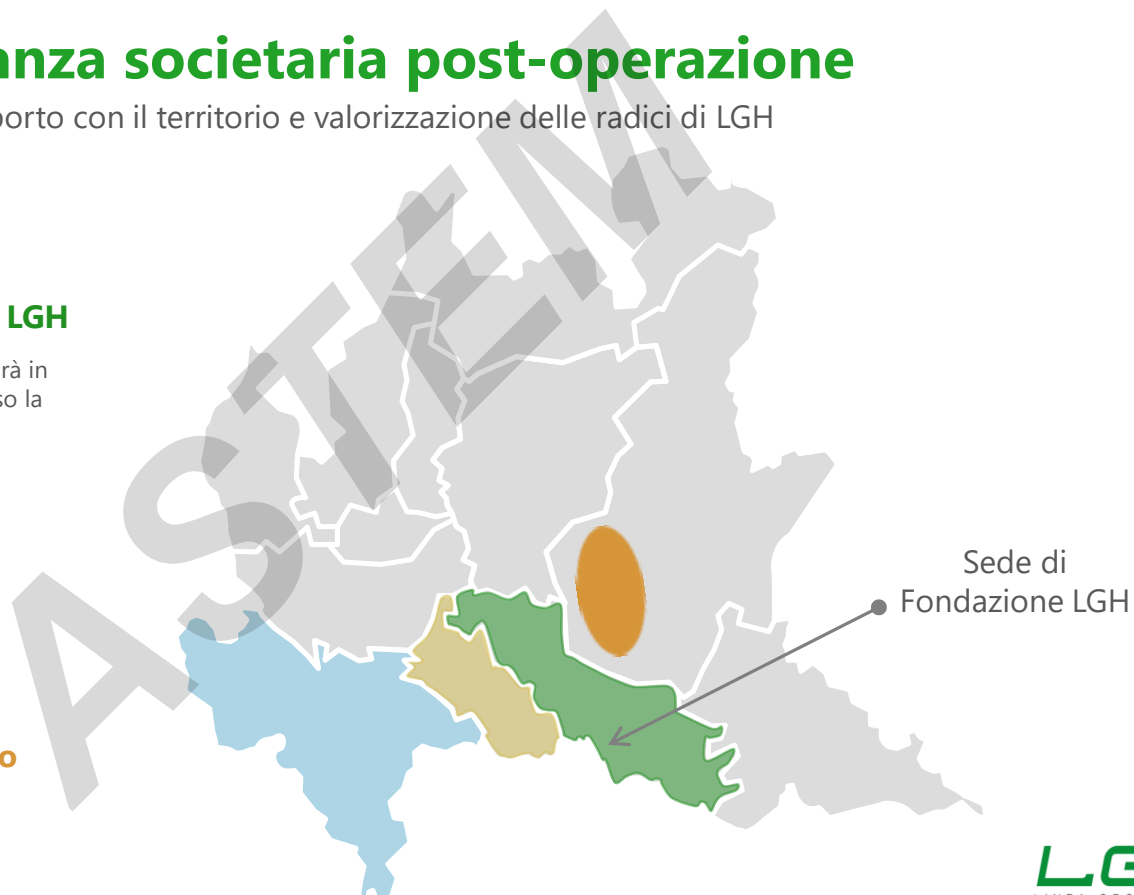 anza societaria post-operazione
porto con il territorio e valorizzazione delle radici di LGH
LGH
rà in
so la
Sede di
Fondazione LGH
o
ASTEM
LG